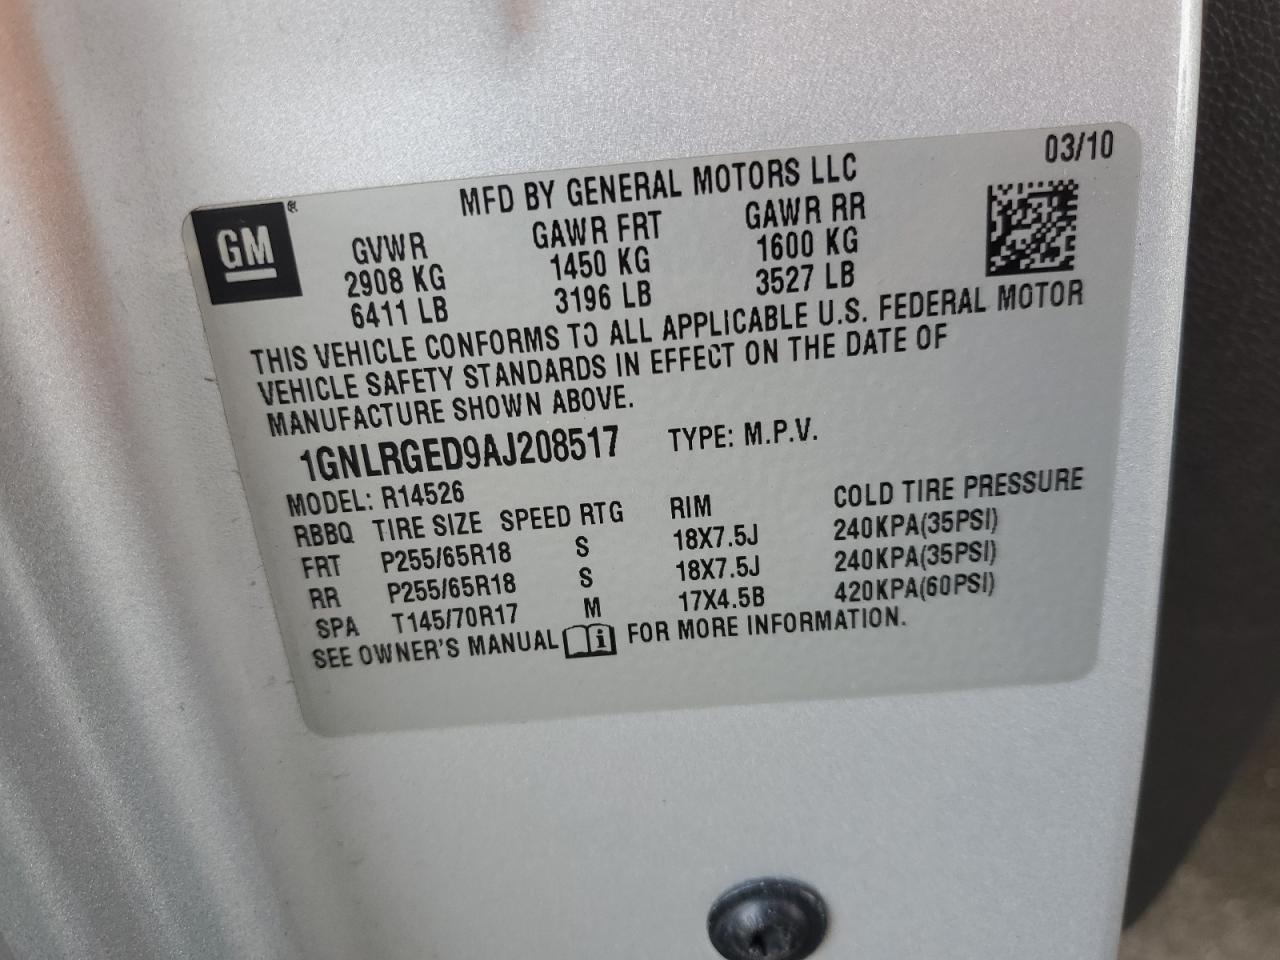 03/10
MFD BY GENERAL MOTORS LLC
GM®
GVWR GAWR FRT GAWR RR
2908 KG 1450 KG 1600 KG
6411 LB 3196 LB 3527 LB
THIS VEHICLE CONFORMS TO ALL APPLICABLE U.S. FEDERAL MOTOR
VEHICLE SAFETY STANDARDS IN EFFECT ON THE DATE OF
MANUFACTURE SHOWN ABOVE.
1GNLRGED9AJ208517 TYPE: M.P.V.
MODEL: R14526
RBBQ TIRE SIZE SPEED RTG RIM COLD TIRE PRESSURE
FRT P255/65R18 S 18X7.5J 240KPA(35PSI)
RR P255/65R18 S 18X7.5J 240KPA(35PSI)
SPA T145/70R17 M 17X4.5B 420KPA(60PSI)
SEE OWNER'S MANUAL i FOR MORE INFORMATION.